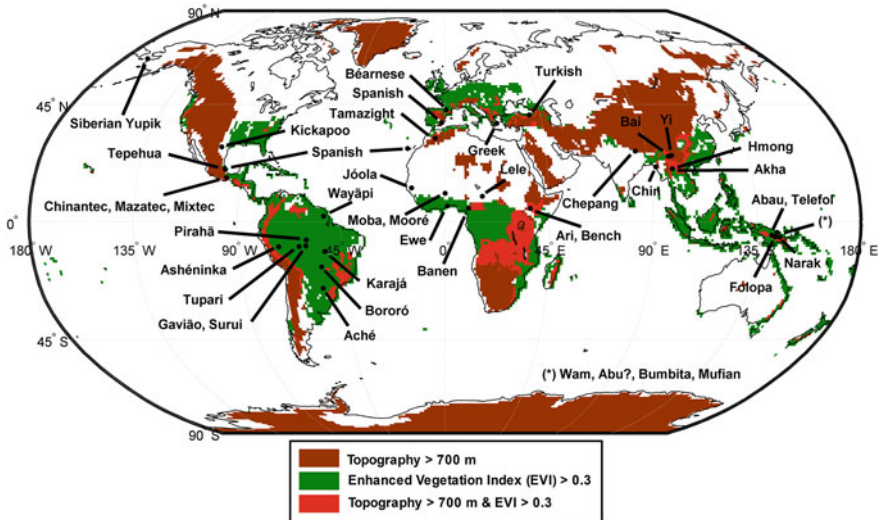 90°N
45°N
0°
45°S
90°S
180°W
135°W
90°W
45°W
0°
45°E
90°E
135°E
180°E
Siberian Yupik
Kickapoo
Tepehua
Spanish
Chinantec, Mazatec, Mixtec
Béarnese
Spanish
Tamazight
Turkish
Greek
Jóola
Wayãpi
Lele
Moba, Mooré
Ewe
Banen
Ari, Bench
Pirahã
Ashéninka
Tupari
Gavião, Surui
Karajá
Bororó
Aché
Bai
Yi
Hmong
Akha
Chepang
Chin
Abau, Telefol
(*)
Narak
Folopa
(*) Wam, Abu?, Bumbita, Mufian
Topography > 700 m
Enhanced Vegetation Index (EVI) > 0.3
Topography > 700 m & EVI > 0.3